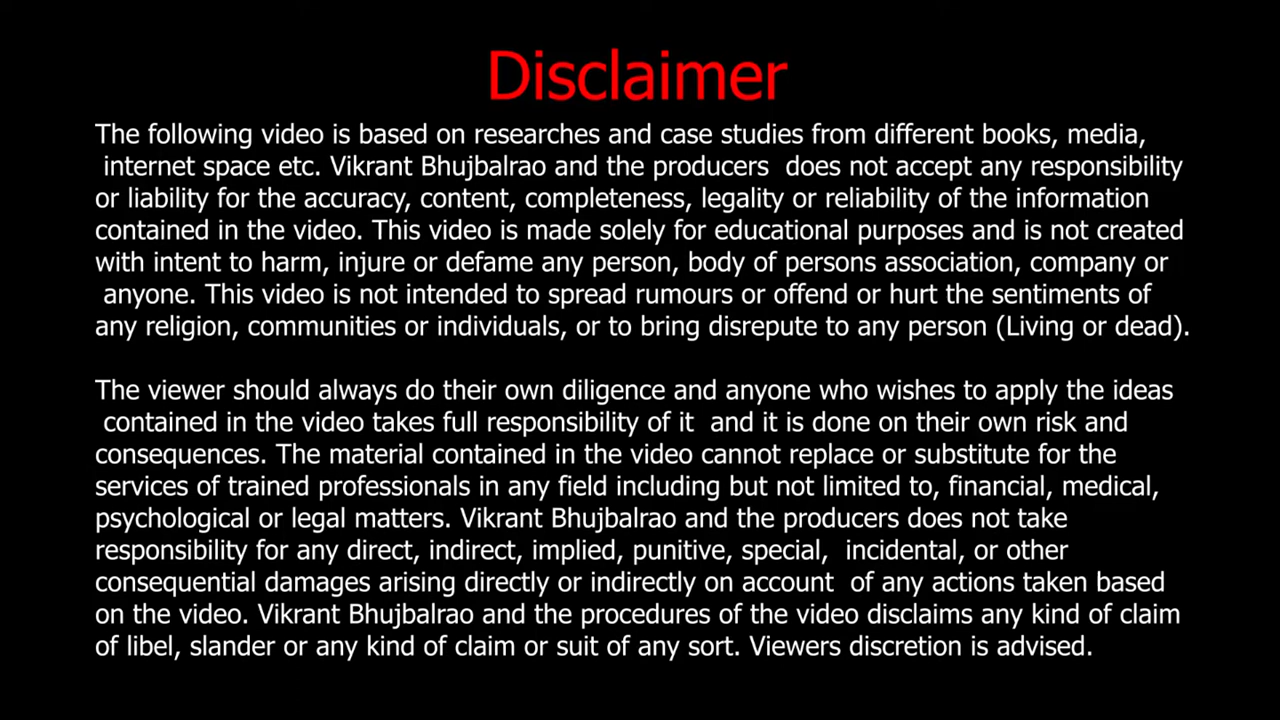 Disclaimer
The following video is based on researches and case studies from different books, media,
internet space etc. Vikrant Bhujbalrao and the producers does not accept any responsibility
or liability for the accuracy, content, completeness, legality or reliability of the information
contained in the video. This video is made solely for educational purposes and is not created
with intent to harm, injure or defame any person, body of persons association, company or
anyone. This video is not intended to spread rumours or offend or hurt the sentiments of
any religion, communities or individuals, or to bring disrepute to any person (Living or dead).
The viewer should always do their own diligence and anyone who wishes to apply the ideas
contained in the video takes full responsibility of it and it is done on their own risk and
consequences. The material contained in the video cannot replace or substitute for the
services of trained professionals in any field including but not limited to, financial, medical,
psychological or legal matters. Vikrant Bhujbalrao and the producers does not take
responsibility for any direct, indirect, implied, punitive, special, incidental, or other
consequential damages arising directly or indirectly on account of any actions taken based
on the video. Vikrant Bhujbalrao and the procedures of the video disclaims any kind of claim
of libel, slander or any kind of claim or suit of any sort. Viewers discretion is advised.